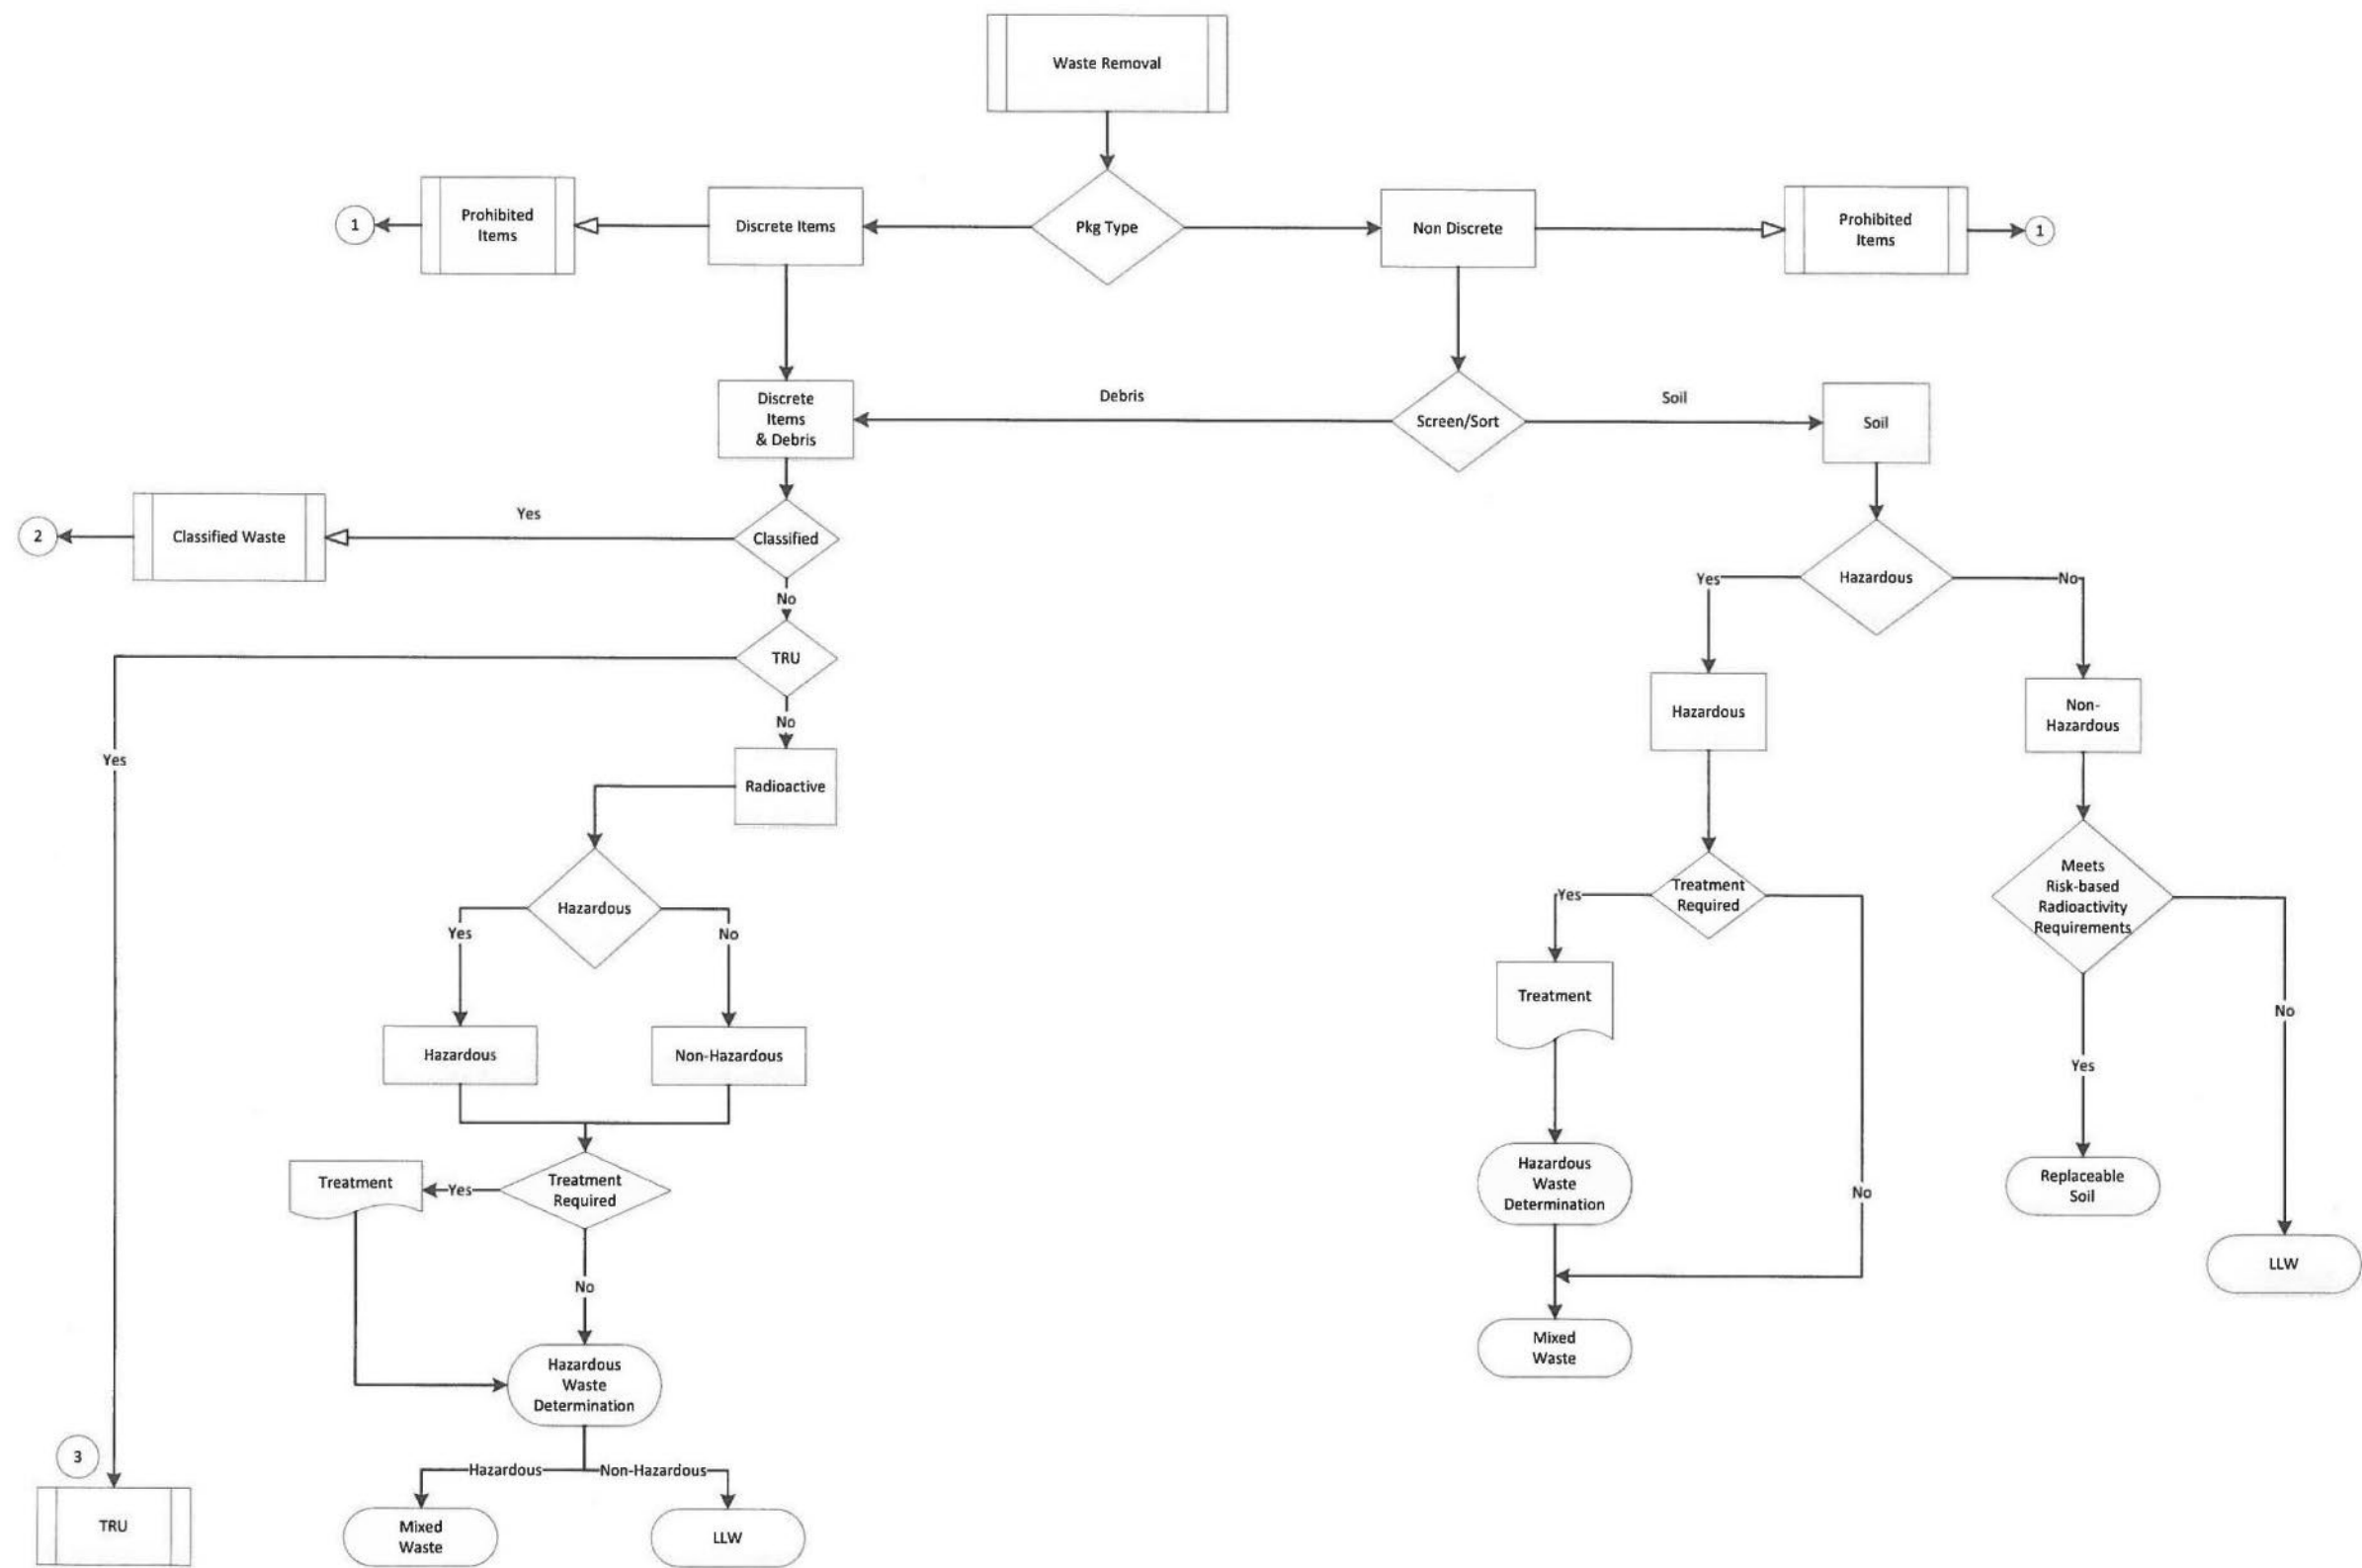 Waste Removal
1
Prohibited
Items
Discrete Items
Pkg Type
Non Discrete
Prohibited
Items
1
Discrete
Items
& Debris
Debris
Screen/Sort
Soil
Soil
2
Classified Waste
Yes
Classified
No
Yes
Hazardous
No
TRU
Yes
No
Hazardous
Non-
Hazardous
Radioactive
Hazardous
Yes
No
Yes
Treatment
Required
Meets
Risk-based
Radioactivity
Requirements
Treatment
No
Yes
No
Hazardous
Non-Hazardous
Treatment
Yes
Treatment
Required
No
Hazardous
Waste
Determination
Replaceable
Soil
LLW
Mixed
Waste
Hazardous
Waste
Determination
3
Hazardous
Non-Hazardous
TRU
Mixed
Waste
LLW